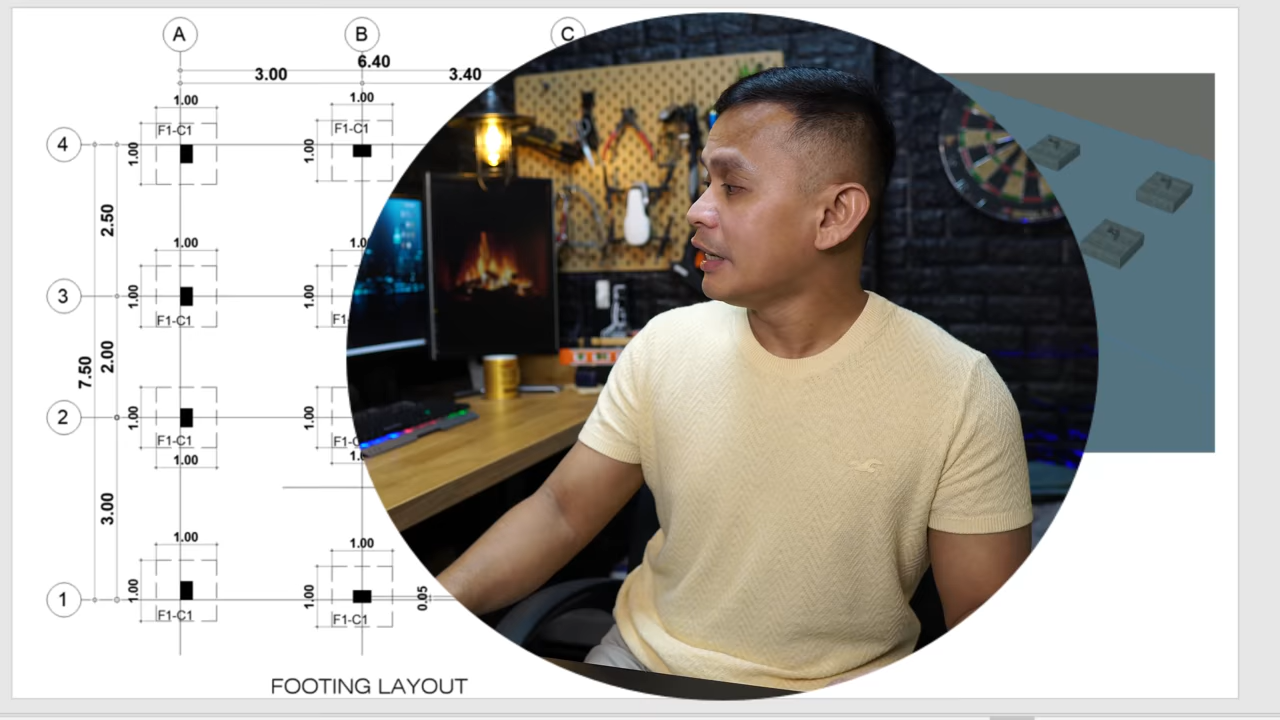 A B C
6.40
3.00 3.40
1.00 1.00
F1-C1 F1-C1
4 1.00 1.00
2.50
1.00 1.0
3 1.00 1.00
F1-C1 F1-
7.50 2.00
2 1.00 1.00
F1-C1 F1-C
1.00 1.
3.00
1.00 1.00
1 1.00 1.00 0.05
F1-C1 F1-C1
FOOTING LAYOUT